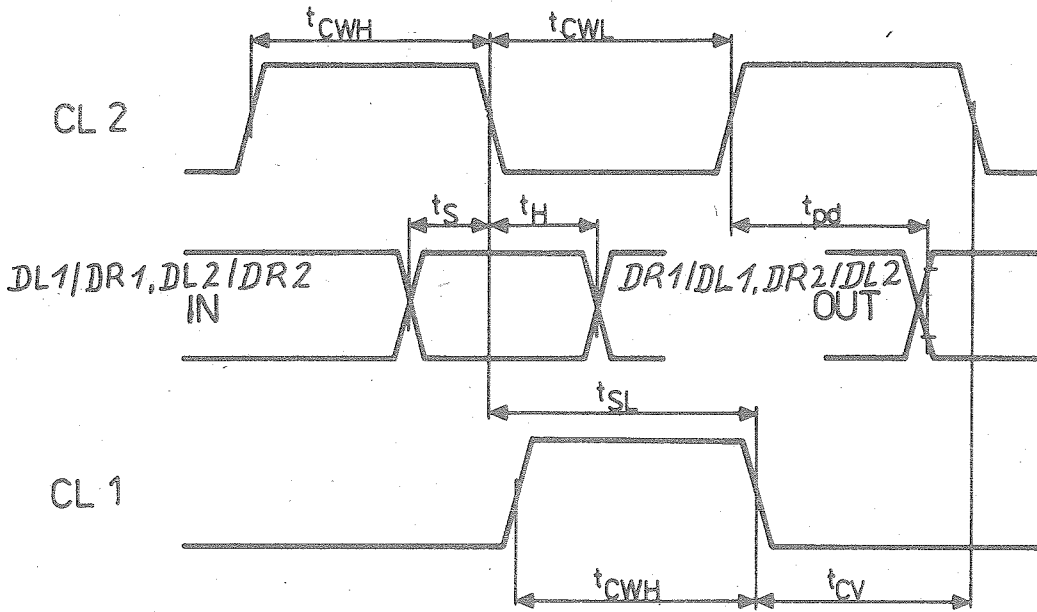 tCWH tCWL
CL 2
tS tH tpd
DL1/DR1, DL2/DR2 DR1/DL1, DR2/DL2
IN OUT
tSL
CL 1
tCWH tCV